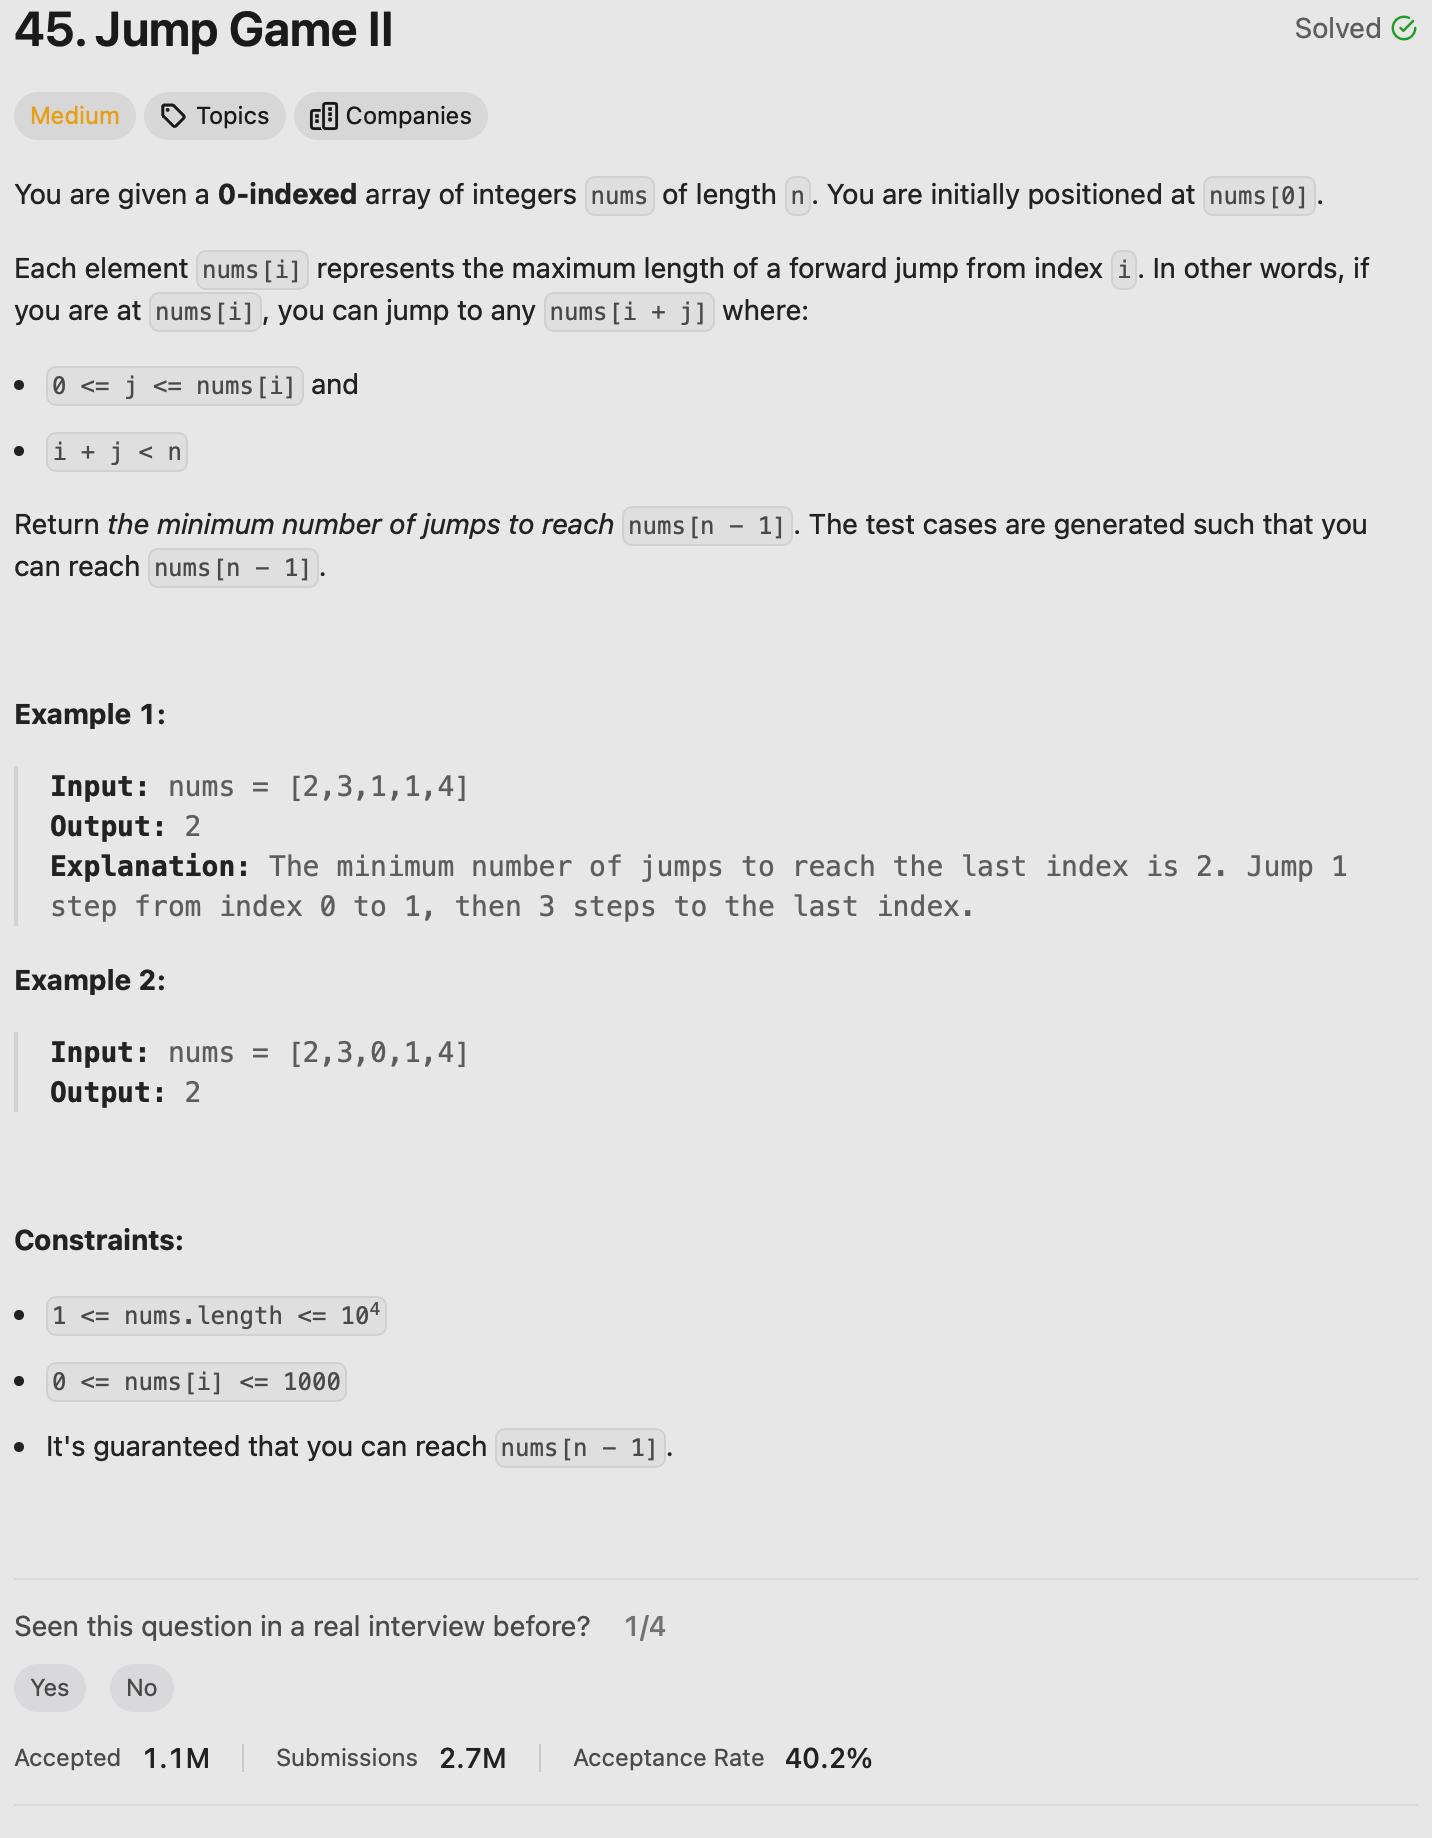 45. Jump Game II
Solved
Medium
Topics
Companies
You are given a 0-indexed array of integers nums of length n. You are initially positioned at nums[0].
Each element nums[i] represents the maximum length of a forward jump from index i. In other words, if
you are at nums[i], you can jump to any nums[i + j] where:
• 0 <= j <= nums[i] and
• i + j < n
Return the minimum number of jumps to reach nums[n - 1]. The test cases are generated such that you
can reach nums[n - 1].
Example 1:
Input: nums = [2,3,1,1,4]
Output: 2
Explanation: The minimum number of jumps to reach the last index is 2. Jump 1
step from index 0 to 1, then 3 steps to the last index.
Example 2:
Input: nums = [2,3,0,1,4]
Output: 2
Constraints:
• 1 <= nums.length <= 10⁴
• 0 <= nums[i] <= 1000
• It's guaranteed that you can reach nums[n - 1].
Seen this question in a real interview before? 1/4
Yes
No
Accepted 1.1M
Submissions 2.7M
Acceptance Rate 40.2%